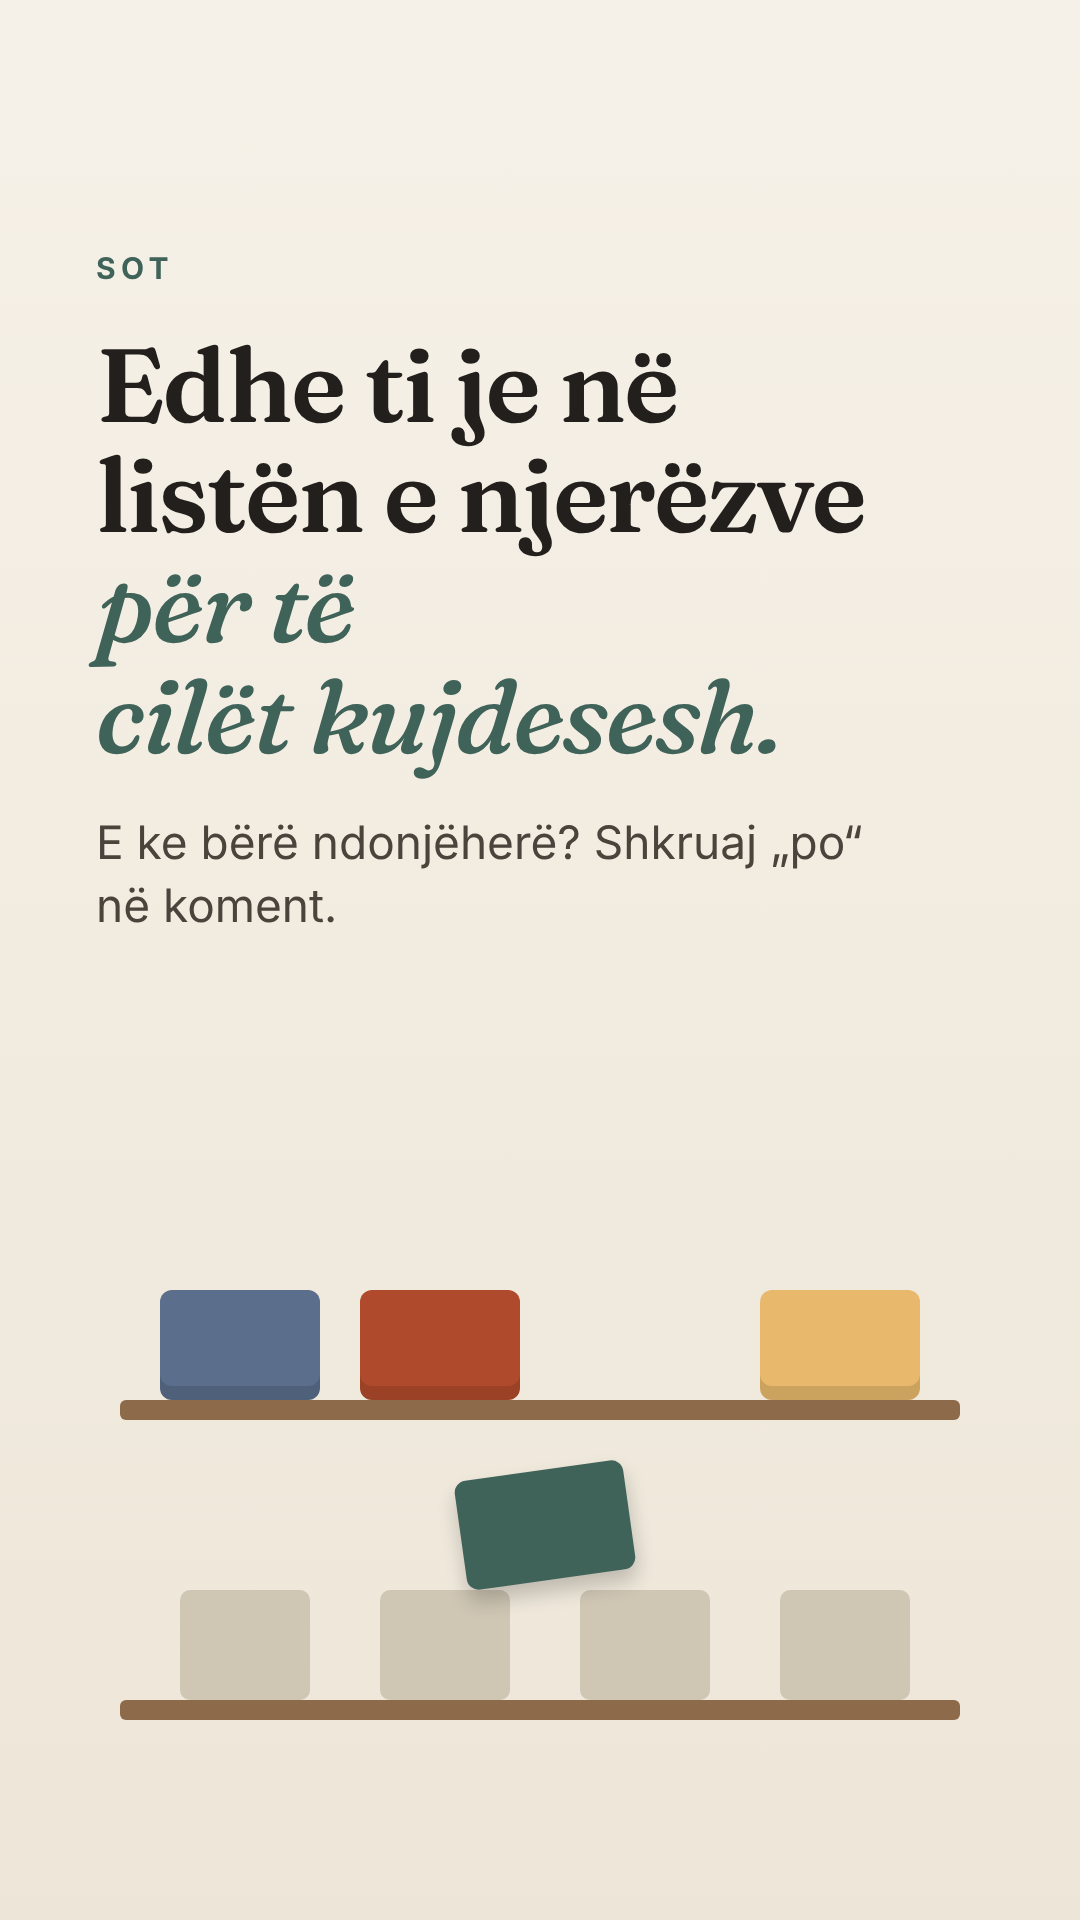 SOT
Edhe ti je në
listën e njerëzve
për të
cilët kujdesesh.
E ke bërë ndonjëherë? Shkruaj „po“
në koment.